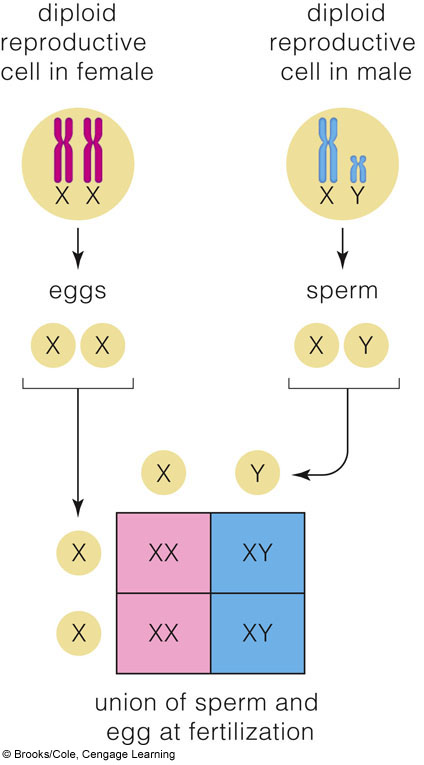 diploid
reproductive
cell in female
diploid
reproductive
cell in male
X X
X Y
eggs
sperm
X X
X Y
X Y
X XX XY
X XX XY
union of sperm and
egg at fertilization
© Brooks/Cole, Cengage Learning